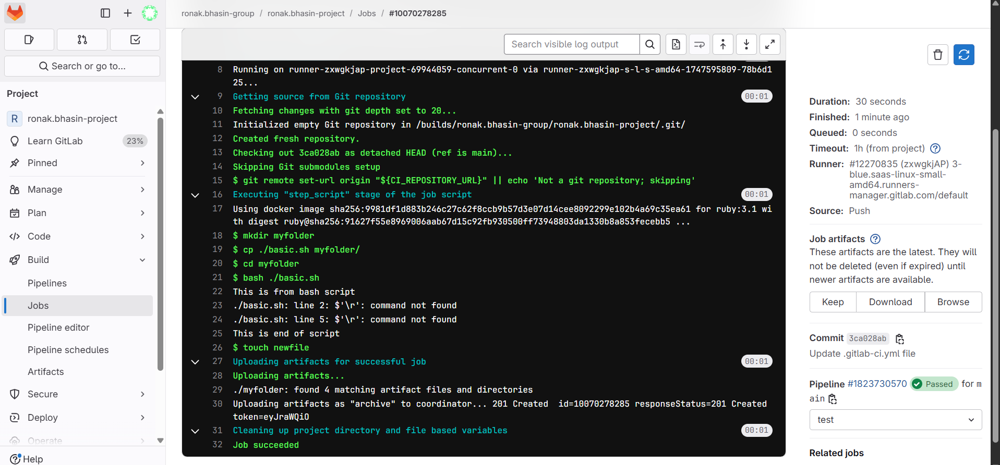 ronak.bhasin-group / ronak.bhasin-project / Jobs / #10070278285
Search or go to...
Project
R ronak.bhasin-project
Learn GitLab 23%
Pinned
Manage
Plan
Code
Build
Pipelines
Jobs
Pipeline editor
Pipeline schedules
Artifacts
Secure
Deploy
Operate
Help
Search visible log output
8 Running on runner-zxwgkjap-project-69944059-concurrent-0 via runner-zxwgkjap-s-l-s-amd64-1747595809-78b6d1
25...
9 Getting source from Git repository 00:01
10 Fetching changes with git depth set to 20...
11 Initialized empty Git repository in /builds/ronak.bhasin-group/ronak.bhasin-project/.git/
12 Created fresh repository.
13 Checking out 3ca028ab as detached HEAD (ref is main)...
14 Skipping Git submodules setup
15 $ git remote set-url origin "${CI_REPOSITORY_URL}" || echo 'Not a git repository; skipping'
16 Executing "step_script" stage of the job script 00:01
17 Using docker image sha256:9981df1d883b246c27c62f8ccb9b57d3e07d14cee8092299e102b4a69c35ea61 for ruby:3.1 wi
th digest ruby@sha256:91627f55e8969006aab67d15c92fb930500ff73948803da1330b8a853fecebb5 ...
18 $ mkdir myfolder
19 $ cp ./basic.sh myfolder/
20 $ cd myfolder
21 $ bash ./basic.sh
22 This is from bash script
23 ./basic.sh: line 2: $'\r': command not found
24 ./basic.sh: line 5: $'\r': command not found
25 This is end of script
26 $ touch newfile
27 Uploading artifacts for successful job 00:01
28 Uploading artifacts...
29 ./myfolder: found 4 matching artifact files and directories
30 Uploading artifacts as "archive" to coordinator... 201 Created  id=10070278285 responseStatus=201 Created
token=eyJraWQiO
31 Cleaning up project directory and file based variables 00:01
32 Job succeeded
Duration: 30 seconds
Finished: 1 minute ago
Queued: 0 seconds
Timeout: 1h (from project)
Runner: #12270835 (zxwgkjAP) 3-
blue.saas-linux-small-
amd64.runners-
manager.gitlab.com/default
Source: Push
Job artifacts
These artifacts are the latest. They will
not be deleted (even if expired) until
newer artifacts are available.
Keep Download Browse
Commit 3ca028ab
Update .gitlab-ci.yml file
Pipeline #1823730570 Passed for m
ain
test
Related jobs